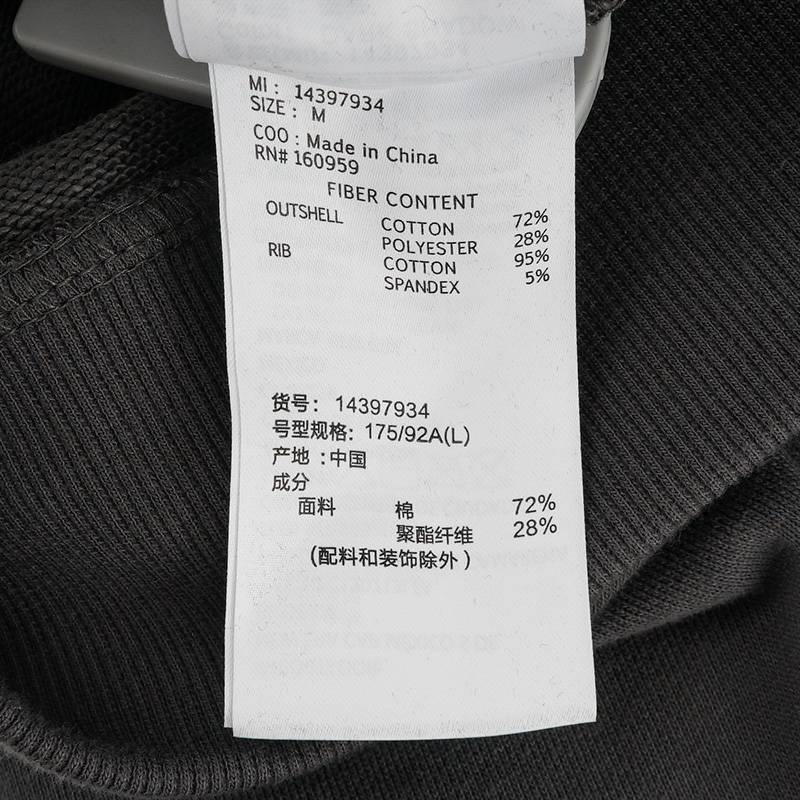 MI : 14397934
SIZE : M
COO : Made in China
RN# 160959
FIBER CONTENT
OUTSHELL COTTON 72%
POLYESTER 28%
RIB COTTON 95%
SPANDEX 5%
货号: 14397934
号型规格: 175/92A(L)
产地 :中国
成分
面料 棉 72%
聚酯纤维 28%
(配料和装饰除外)